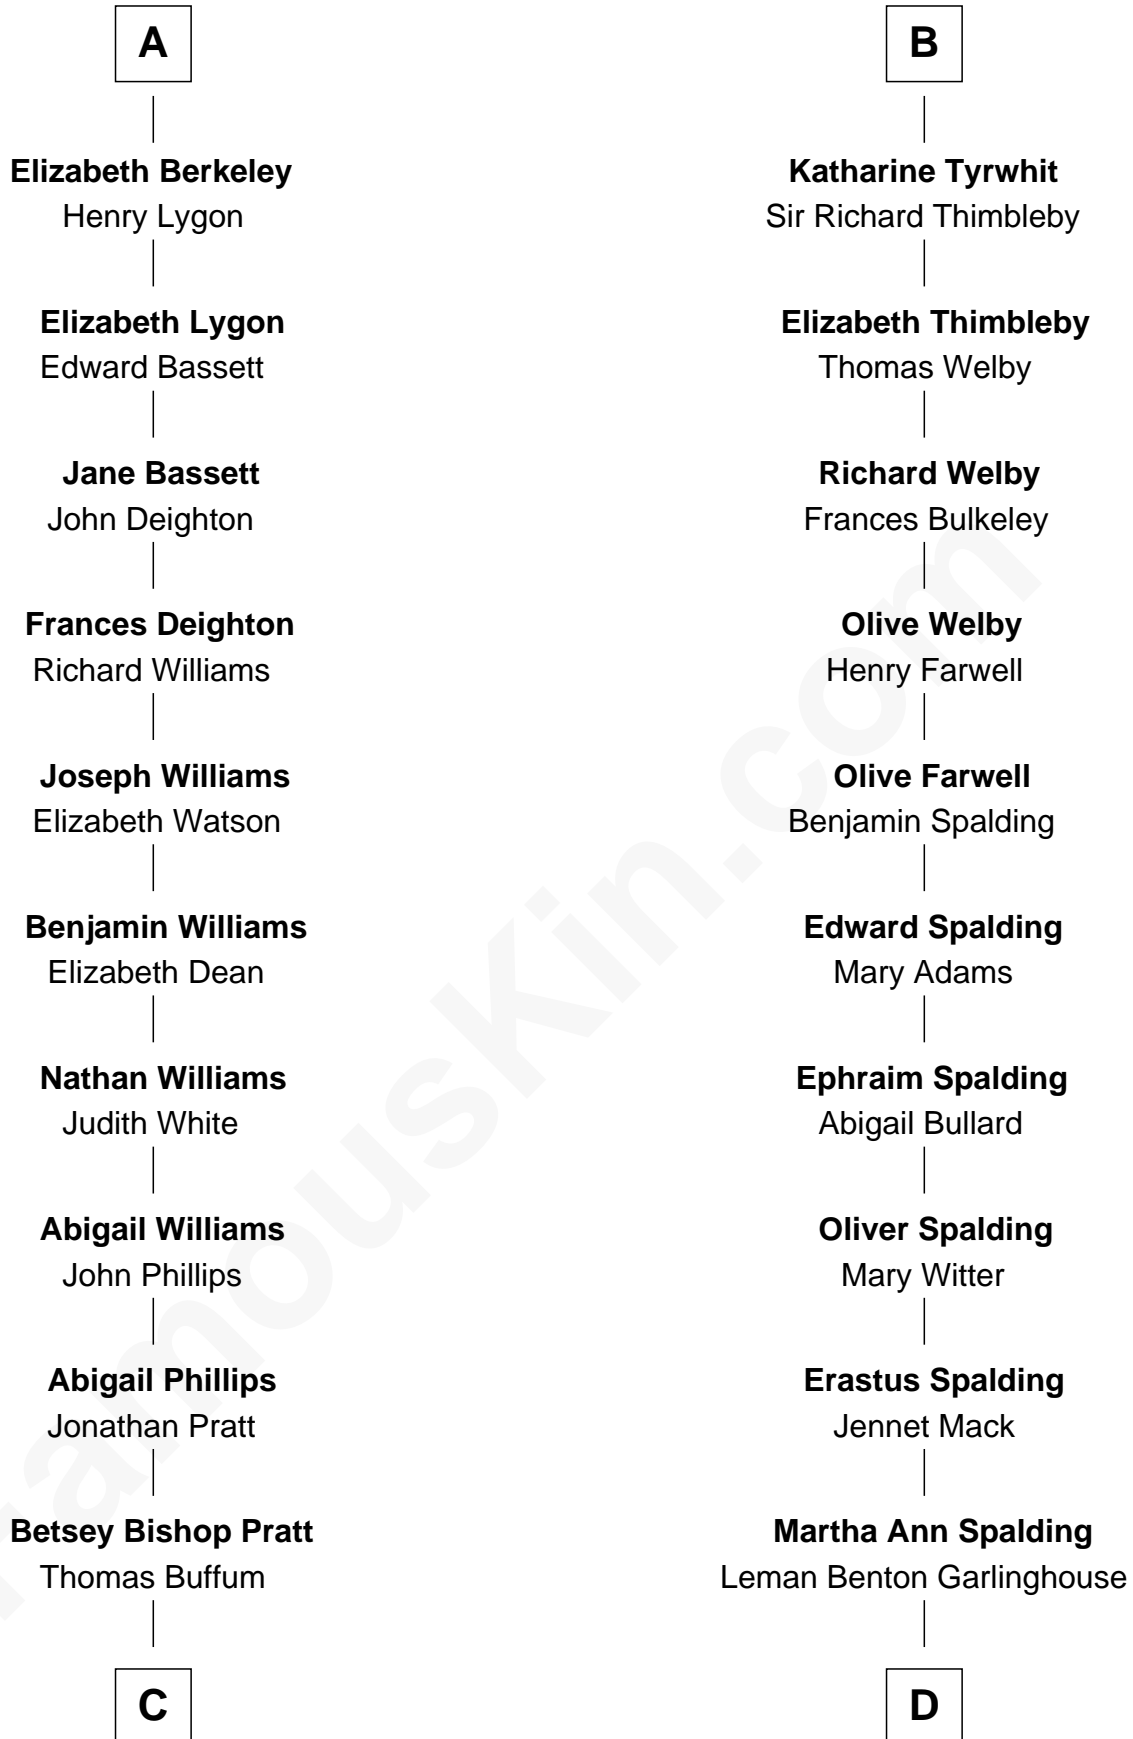 A
Elizabeth Berkeley
Henry Lygon
Elizabeth Lygon
Edward Bassett
Jane Bassett
John Deighton
Frances Deighton
Richard Williams
Joseph Williams
Elizabeth Watson
Benjamin Williams
Elizabeth Dean
Nathan Williams
Judith White
Abigail Williams
John Phillips
Abigail Phillips
Jonathan Pratt
Betsey Bishop Pratt
Thomas Buffum
C
B
Katharine Tyrwhit
Sir Richard Thimbleby
Elizabeth Thimbleby
Thomas Welby
Richard Welby
Frances Bulkeley
Olive Welby
Henry Farwell
Olive Farwell
Benjamin Spalding
Edward Spalding
Mary Adams
Ephraim Spalding
Abigail Bullard
Oliver Spalding
Mary Witter
Erastus Spalding
Jennet Mack
Martha Ann Spalding
Leman Benton Garlinghouse
D
FamousKin.com